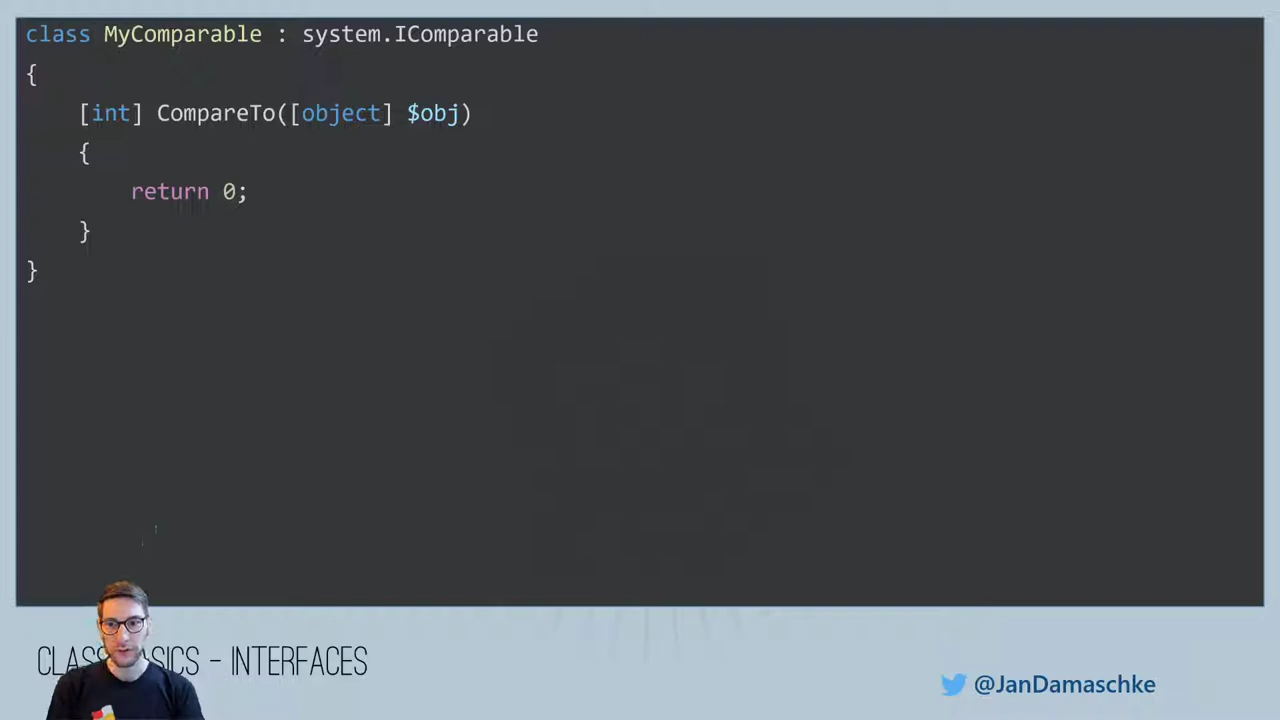 class MyComparable : system.IComparable
{
    [int] CompareTo([object] $obj)
    {
        return 0;
    }
}
- INTERFACES
@JanDamaschke